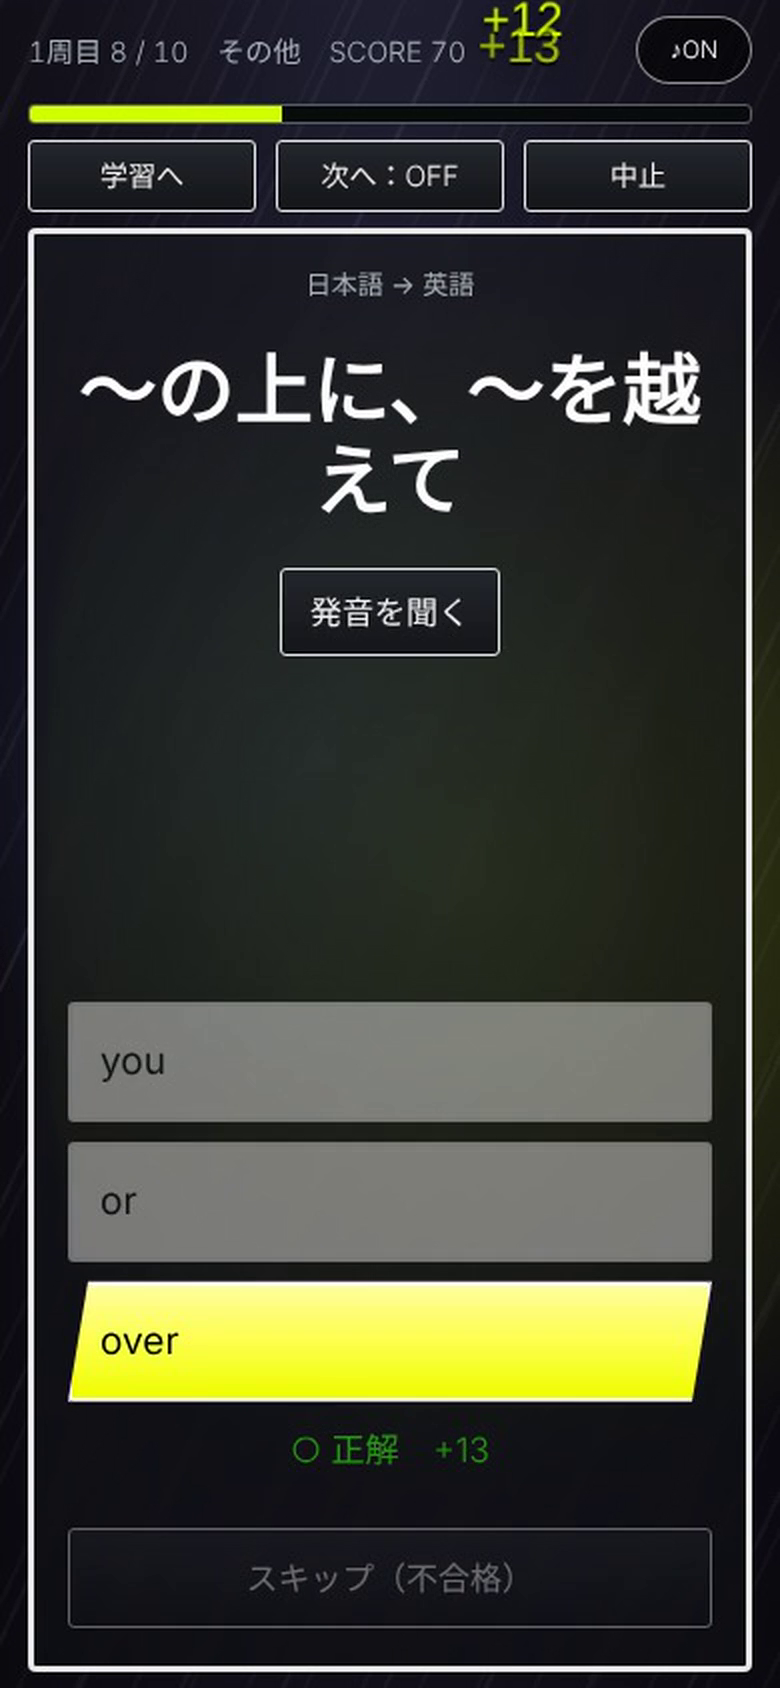 +12
1周目 8 / 10 その他 SCORE 70 +13
♪ON
学習へ 次へ：OFF 中止
日本語 → 英語
〜の上に、〜を越
えて
発音を聞く
you
or
over
○ 正解 +13
スキップ（不合格）